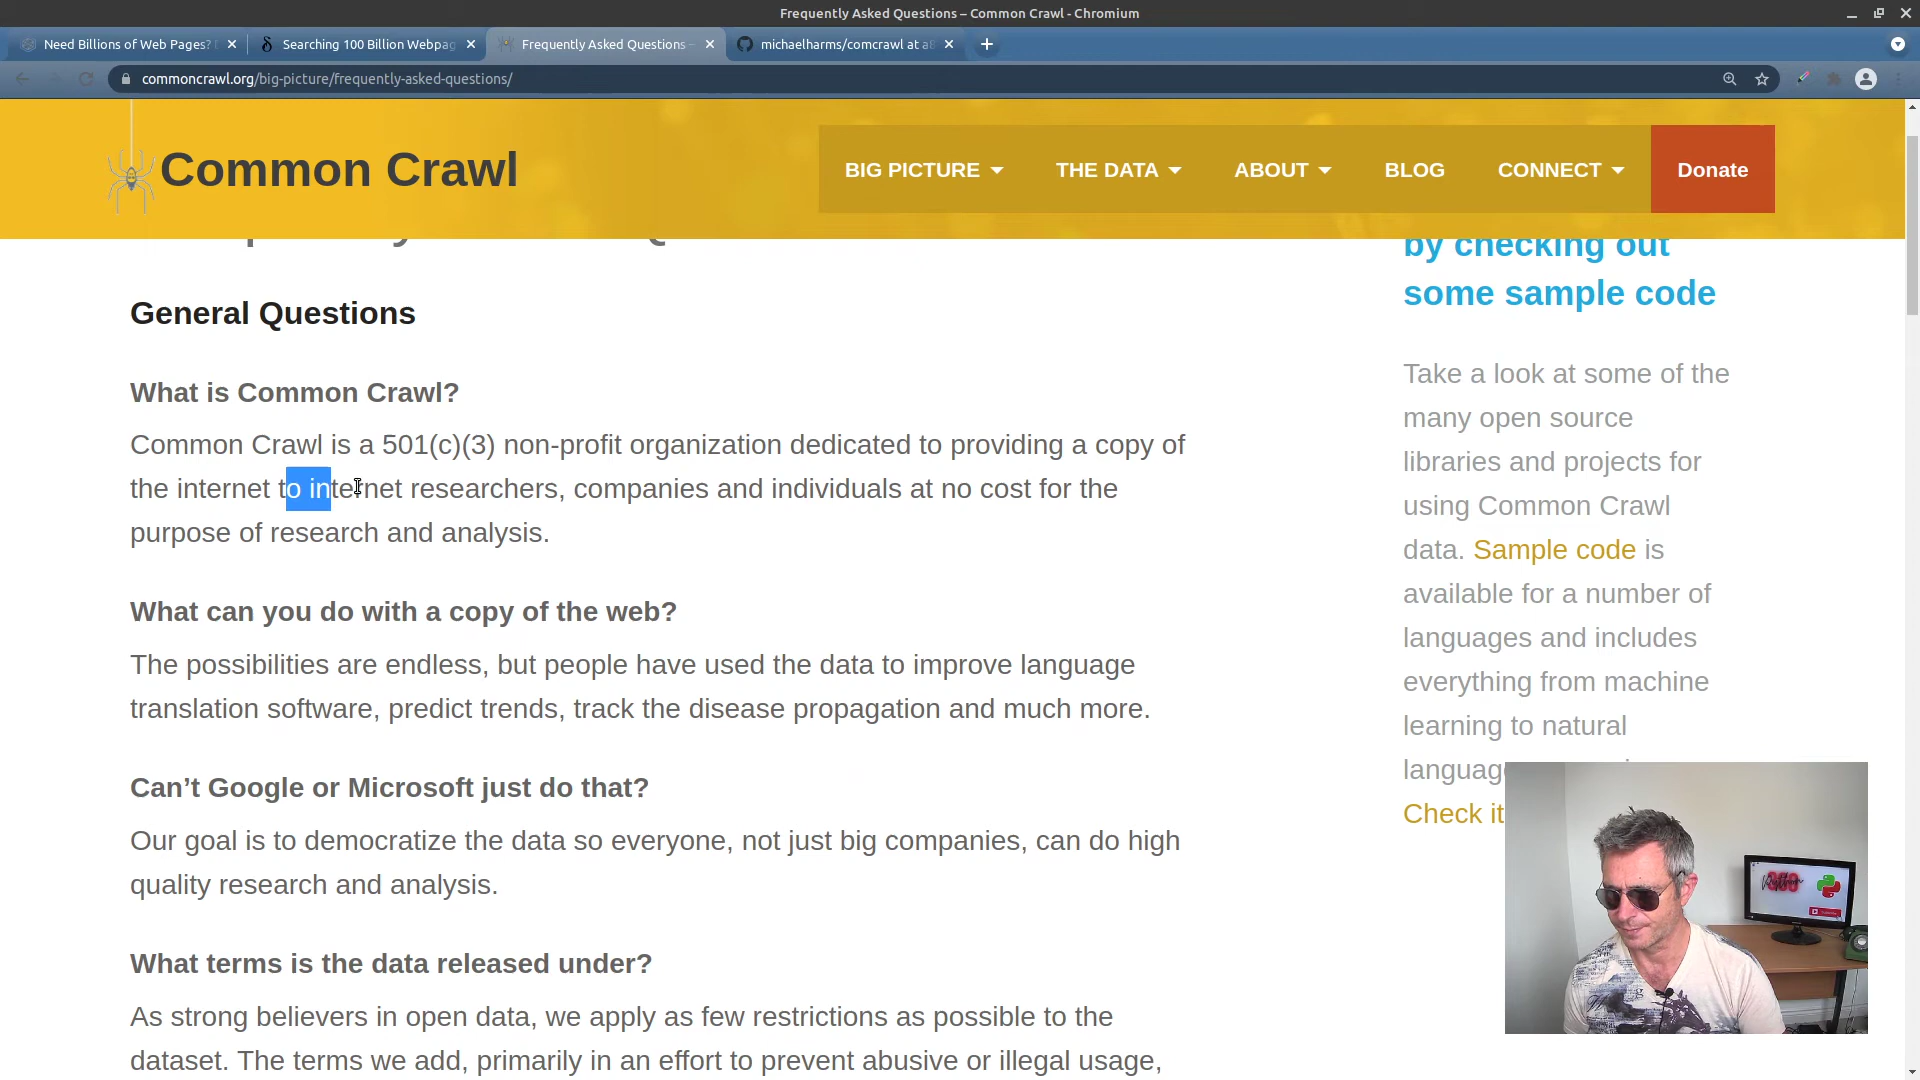 Frequently Asked Questions – Common Crawl - Chromium
Need Billions of Web Pages?
Searching 100 Billion Webpag
Frequently Asked Questions –
michaelharms/comcrawl at a8
commoncrawl.org/big-picture/frequently-asked-questions/
Common Crawl
BIG PICTURE
THE DATA
ABOUT
BLOG
CONNECT
Donate
General Questions
What is Common Crawl?
Common Crawl is a 501(c)(3) non-profit organization dedicated to providing a copy of
the internet to internet researchers, companies and individuals at no cost for the
purpose of research and analysis.
What can you do with a copy of the web?
The possibilities are endless, but people have used the data to improve language
translation software, predict trends, track the disease propagation and much more.
Can’t Google or Microsoft just do that?
Our goal is to democratize the data so everyone, not just big companies, can do high
quality research and analysis.
What terms is the data released under?
As strong believers in open data, we apply as few restrictions as possible to the
dataset. The terms we add, primarily in an effort to prevent abusive or illegal usage,
by checking out
some sample code
Take a look at some of the
many open source
libraries and projects for
using Common Crawl
data. Sample code is
available for a number of
languages and includes
everything from machine
learning to natural
languag
Check it
Python